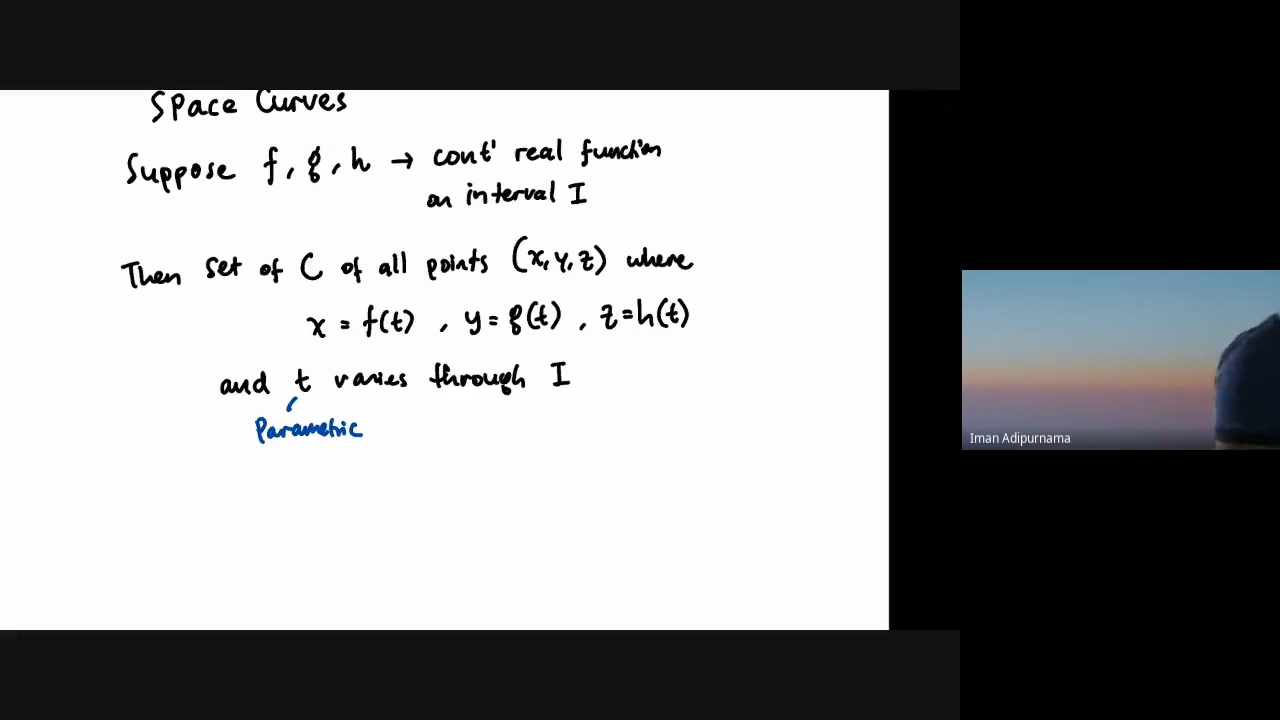 Space Curves
Suppose f, g, h → cont' real function
on interval I
Then set of C of all points (x, y, z) where
x = f(t) , y = g(t) , z = h(t)
and t varies through I
Parametric
Iman Adipurnama